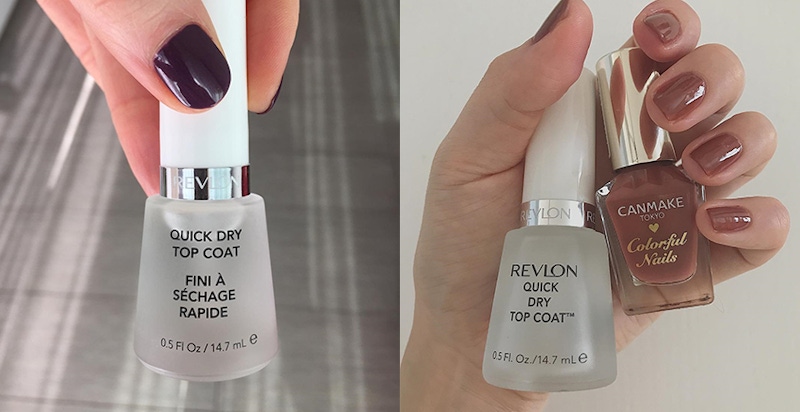 REVLON
QUICK DRY
TOP COAT
FINI À
SÉCHAGE
RAPIDE
0.5 Fl Oz / 14.7 mL e
REVLON
REVLON
QUICK
DRY
TOP COAT™
0.5 Fl. Oz./14.7 mL e
CANMAKE
TOKYO
Colorful
Nails